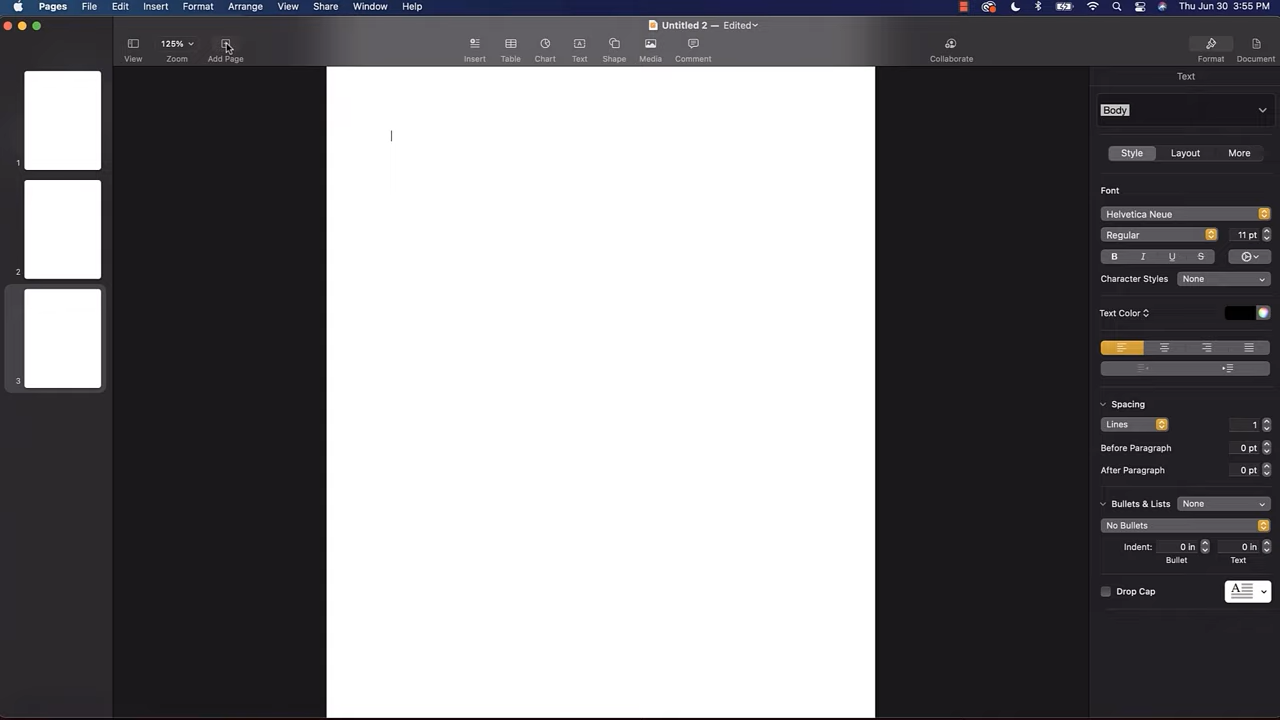 Pages File Edit Insert Format Arrange View Share Window Help Thu Jun 30 3:55 PM
Untitled 2 — Edited
125%
View Zoom Add Page Insert Table Chart Text Shape Media Comment Collaborate Format Document
Text
1
2
3
Body
Style Layout More
Font
Helvetica Neue
Regular 11 pt
B I U S
Character Styles None
Text Color
Spacing
Lines 1
Before Paragraph 0 pt
After Paragraph 0 pt
Bullets & Lists None
No Bullets
Indent: 0 in 0 in
Bullet Text
Drop Cap A